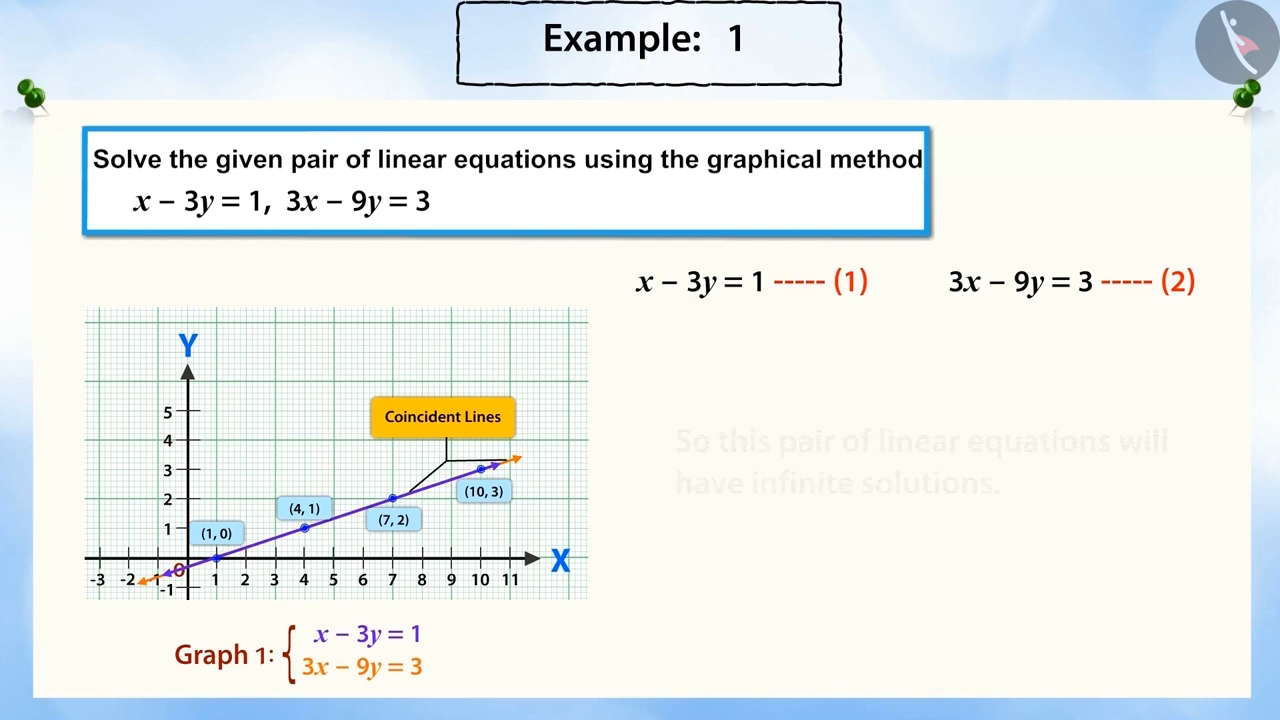 Example: 1
Solve the given pair of linear equations using the graphical method
x − 3y = 1, 3x − 9y = 3
x − 3y = 1 ----- (1) 3x − 9y = 3 ----- (2)
Y
5
4
3
2
1
-1
Coincident Lines
(10, 3)
(7, 2)
(4, 1)
(1, 0)
O
X
-3 -2 -1 1 2 3 4 5 6 7 8 9 10 11
So this pair of linear equations will
have infinite solutions.
Graph 1: { x − 3y = 1
3x − 9y = 3